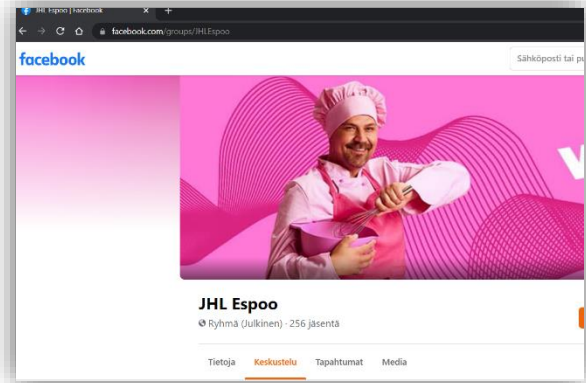 JHL Espoo | Facebook
facebook.com/groups/JHLEspoo
facebook
Sähköposti tai pu
JHL Espoo
Ryhmä (Julkinen) · 256 jäsentä
Tietoja Keskustelu Tapahtumat Media